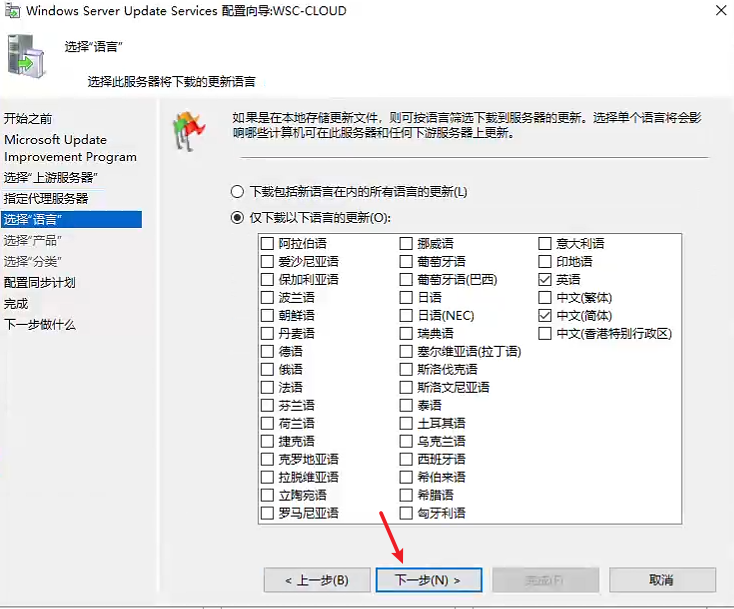 Windows Server Update Services 配置向导:WSC-CLOUD
选择“语言”
选择此服务器将下载的更新语言
开始之前
Microsoft Update
Improvement Program
选择“上游服务器”
指定代理服务器
选择“语言”
选择“产品”
选择“分类”
配置同步计划
完成
下一步做什么
如果是在本地存储更新文件，则可按语言筛选下载到服务器的更新。选择单个语言将会影
响哪些计算机可在此服务器和任何下游服务器上更新。
下载包括新语言在内的所有语言的更新(L)
仅下载以下语言的更新(O):
阿拉伯语
爱沙尼亚语
保加利亚语
波兰语
朝鲜语
丹麦语
德语
俄语
法语
芬兰语
荷兰语
捷克语
克罗地亚语
拉脱维亚语
立陶宛语
罗马尼亚语
挪威语
葡萄牙语
葡萄牙语(巴西)
日语
日语(NEC)
瑞典语
塞尔维亚语(拉丁语)
斯洛伐克语
斯洛文尼亚语
泰语
土耳其语
乌克兰语
西班牙语
希伯来语
希腊语
匈牙利语
意大利语
印地语
英语
中文(繁体)
中文(简体)
中文(香港特别行政区)
< 上一步(B)
下一步(N) >
完成(F)
取消